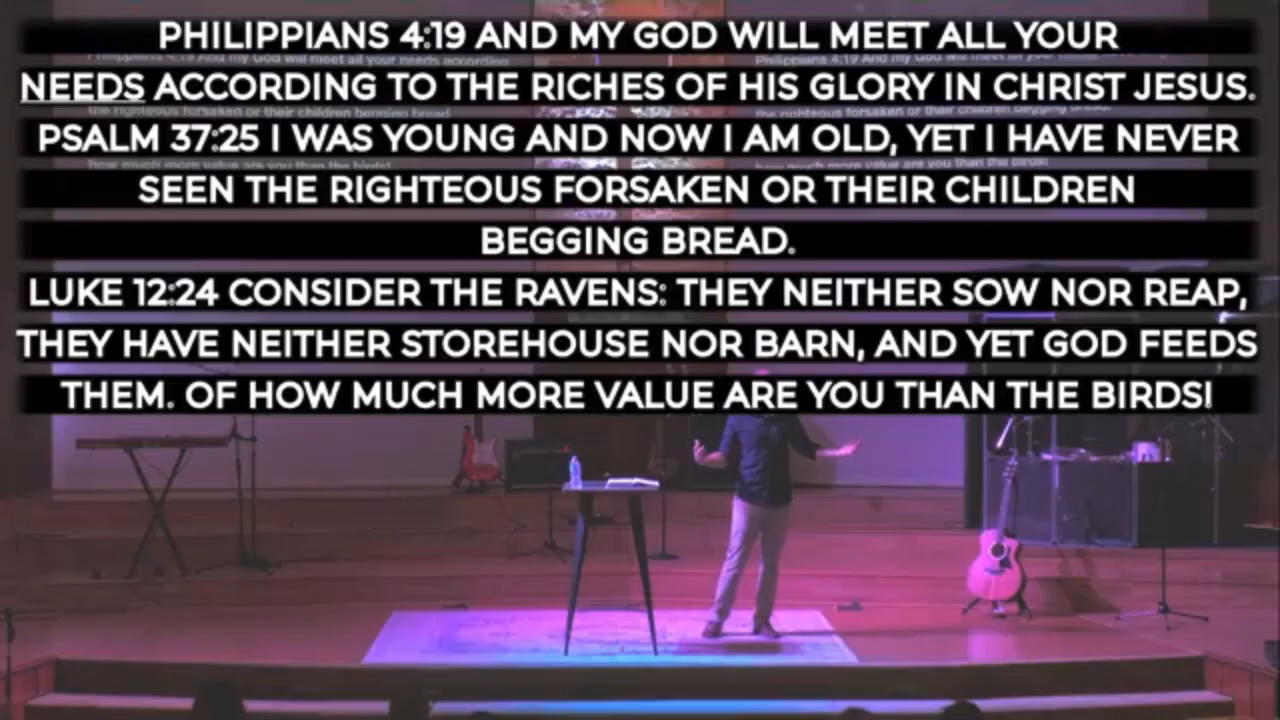 PHILIPPIANS 4:19 AND MY GOD WILL MEET ALL YOUR
NEEDS ACCORDING TO THE RICHES OF HIS GLORY IN CHRIST JESUS.
PSALM 37:25 I WAS YOUNG AND NOW I AM OLD, YET I HAVE NEVER
SEEN THE RIGHTEOUS FORSAKEN OR THEIR CHILDREN
BEGGING BREAD.
LUKE 12:24 CONSIDER THE RAVENS: THEY NEITHER SOW NOR REAP,
THEY HAVE NEITHER STOREHOUSE NOR BARN, AND YET GOD FEEDS
THEM. OF HOW MUCH MORE VALUE ARE YOU THAN THE BIRDS!